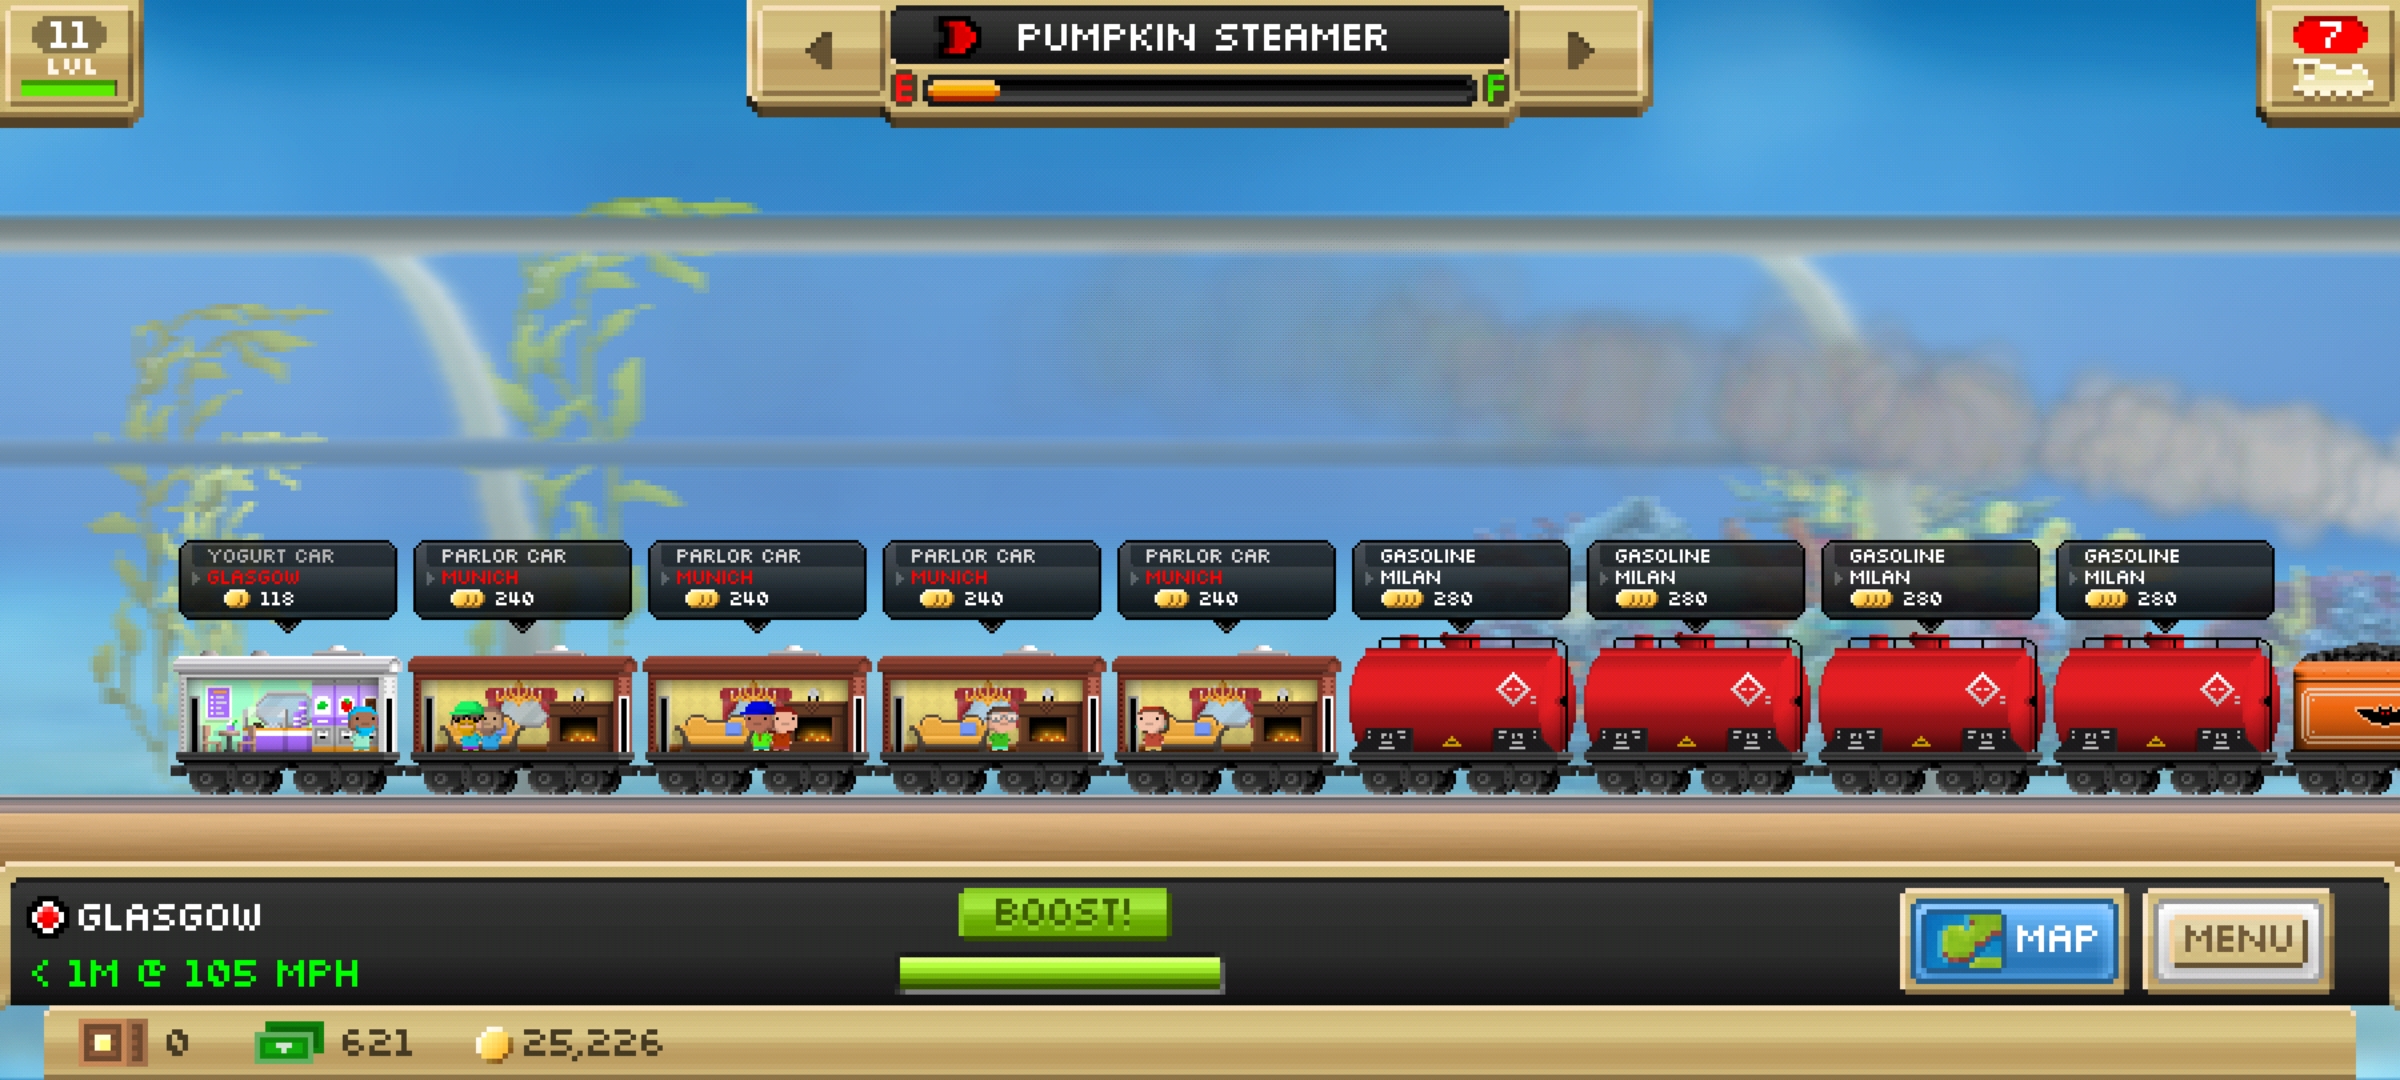 11
LVL
PUMPKIN STEAMER
E F
7
YOGURT CAR
GLASGOW
118
PARLOR CAR
MUNICH
240
PARLOR CAR
MUNICH
240
PARLOR CAR
MUNICH
240
PARLOR CAR
MUNICH
240
GASOLINE
MILAN
280
GASOLINE
MILAN
280
GASOLINE
MILAN
280
GASOLINE
MILAN
280
GLASGOW
< 1M @ 105 MPH
BOOST!
MAP
MENU
0
621
25,226